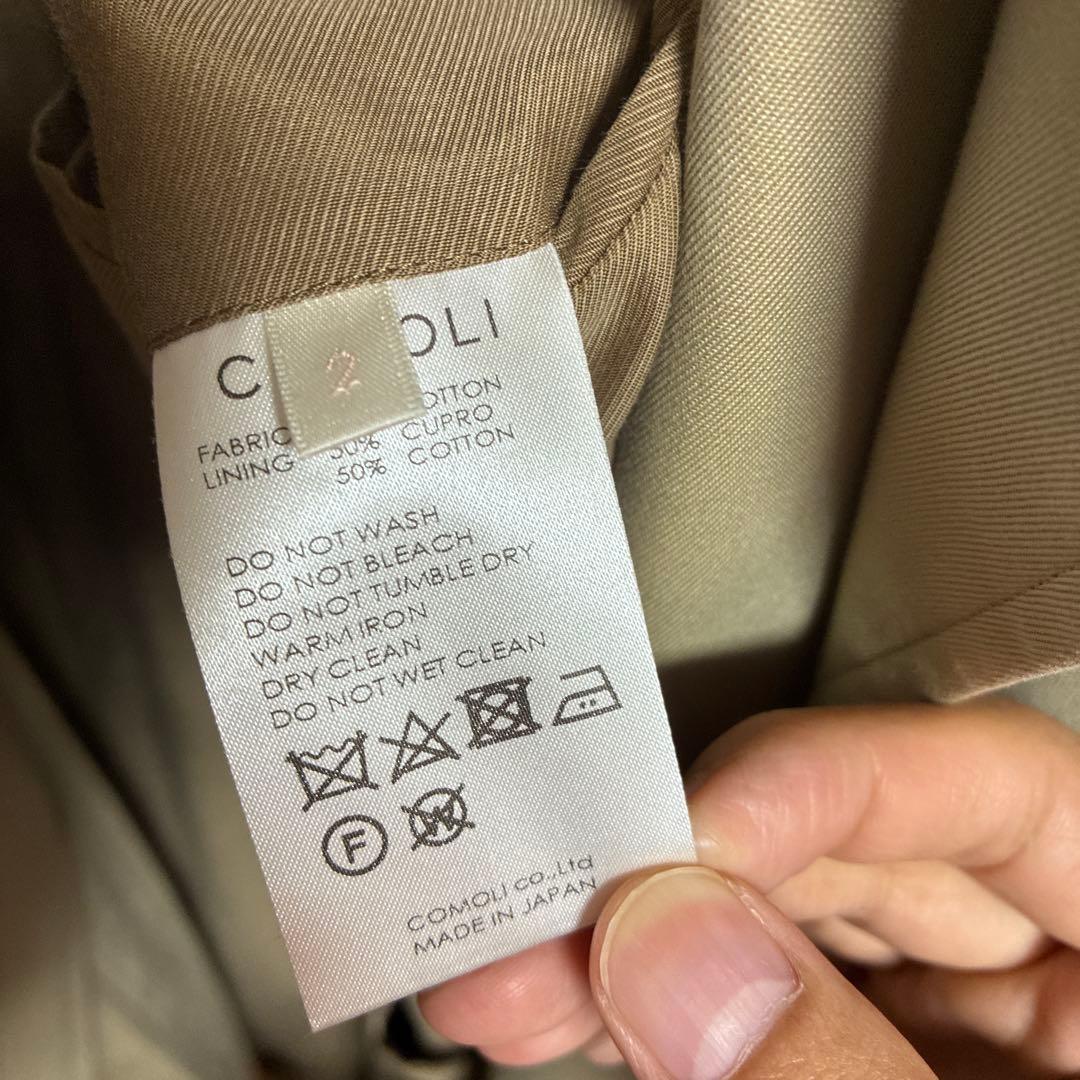 C OLI
2
FABRIC OTTON
LINING 50% CUPRO
50% COTTON
DO NOT WASH
DO NOT BLEACH
DO NOT TUMBLE DRY
WARM IRON
DRY CLEAN
DO NOT WET CLEAN
F W
COMOLI co.,Ltd
MADE IN JAPAN